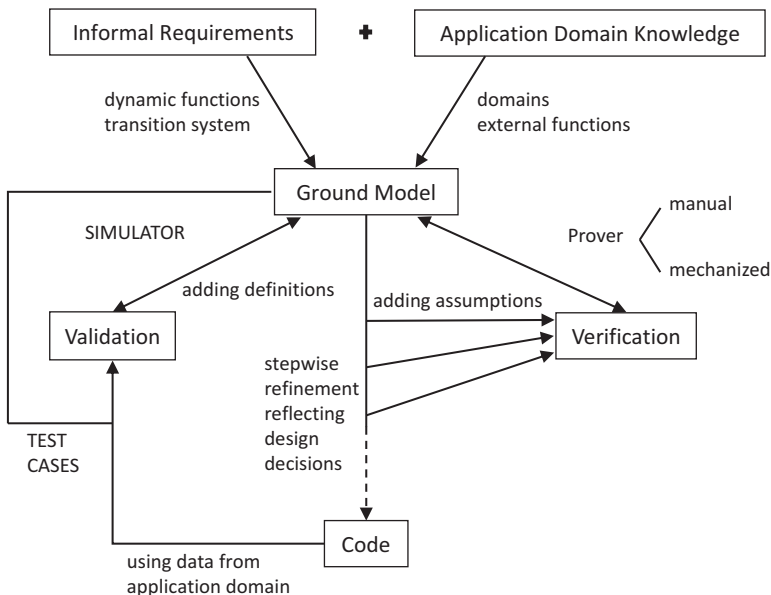 Informal Requirements
+
Application Domain Knowledge
dynamic functions
transition system
domains
external functions
Ground Model
SIMULATOR
Prover
manual
mechanized
adding definitions
adding assumptions
Validation
Verification
stepwise
refinement
reflecting
design
decisions
TEST
CASES
Code
using data from
application domain